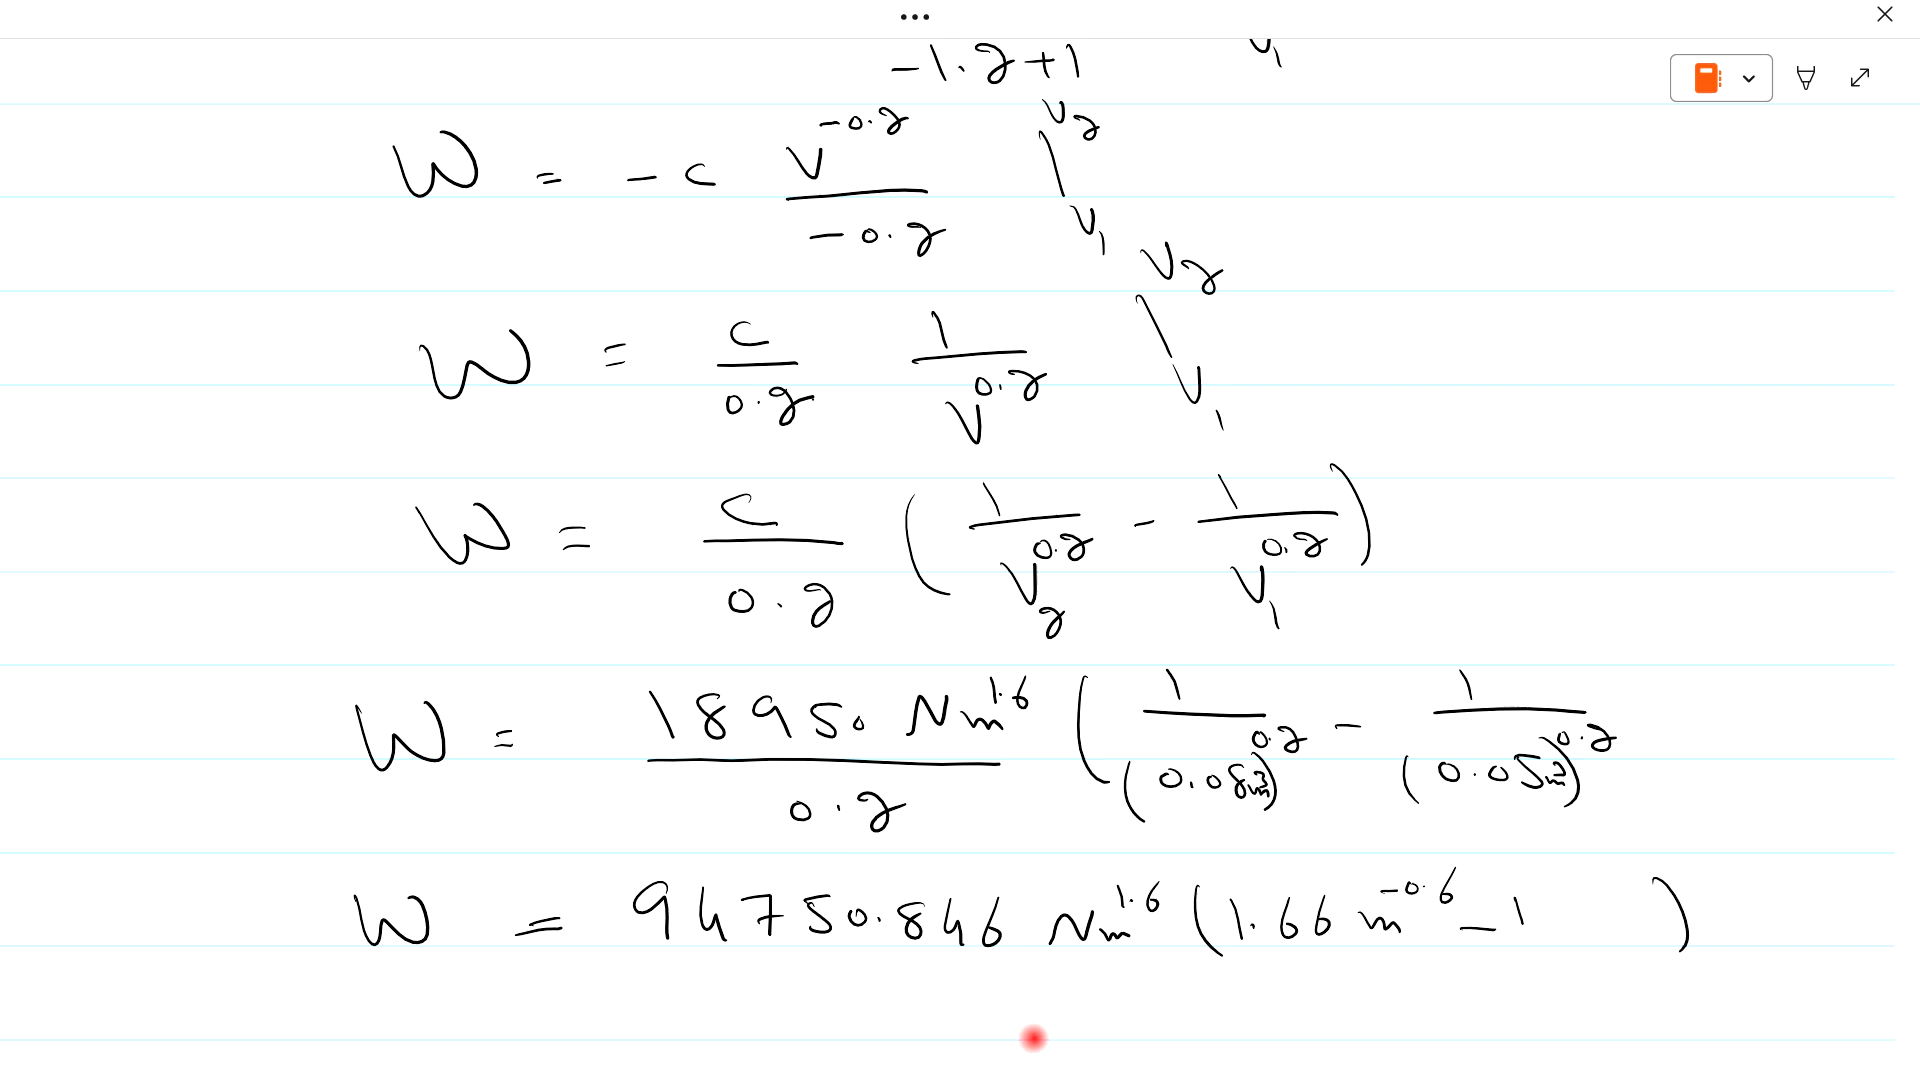 -1.2+1 V₁
W = -c V^-0.2 / -0.2 | V₂ V₁
W = c/0.2 1/V^0.2 | V₂ V₁
W = c/0.2 (1/V₂^0.2 - 1/V₁^0.2)
W = 18950 Nm^1.6 / 0.2 (1/(0.08m³)^0.2 - 1/(0.05m³)^0.2)
W = 94750.846 Nm^1.6 (1.66 m^-0.6 - 1 )